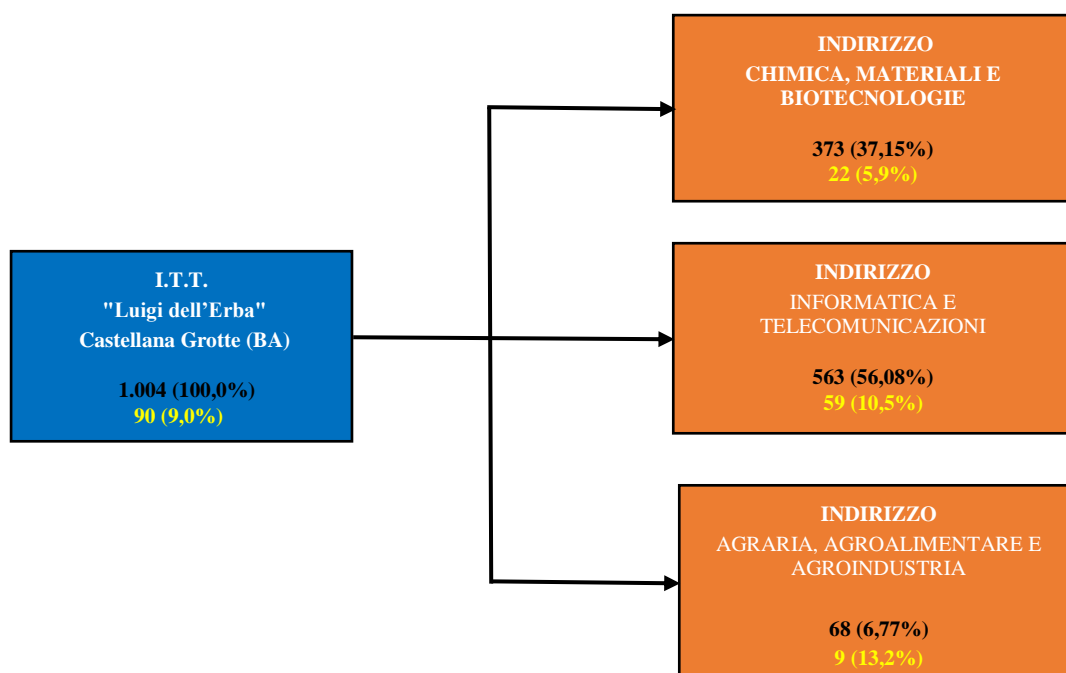 I.T.T.
"Luigi dell’Erba"
Castellana Grotte (BA)
1.004 (100,0%)
90 (9,0%)
INDIRIZZO
CHIMICA, MATERIALI E
BIOTECNOLOGIE
373 (37,15%)
22 (5,9%)
INDIRIZZO
INFORMATICA E
TELECOMUNICAZIONI
563 (56,08%)
59 (10,5%)
INDIRIZZO
AGRARIA, AGROALIMENTARE E
AGROINDUSTRIA
68 (6,77%)
9 (13,2%)